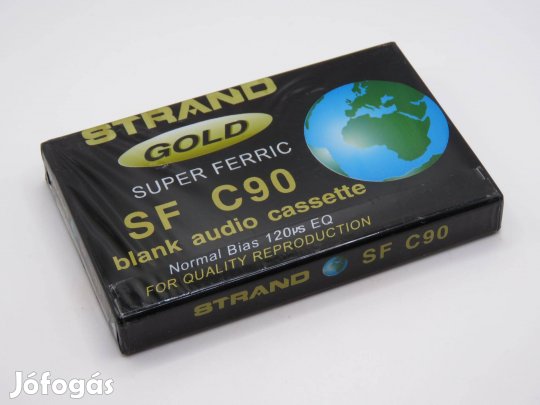 STRAND
GOLD
SUPER FERRIC
SF C90
blank audio cassette
Normal Bias 120µs EQ
FOR QUALITY REPRODUCTION
STRAND SF C90
Jófogás